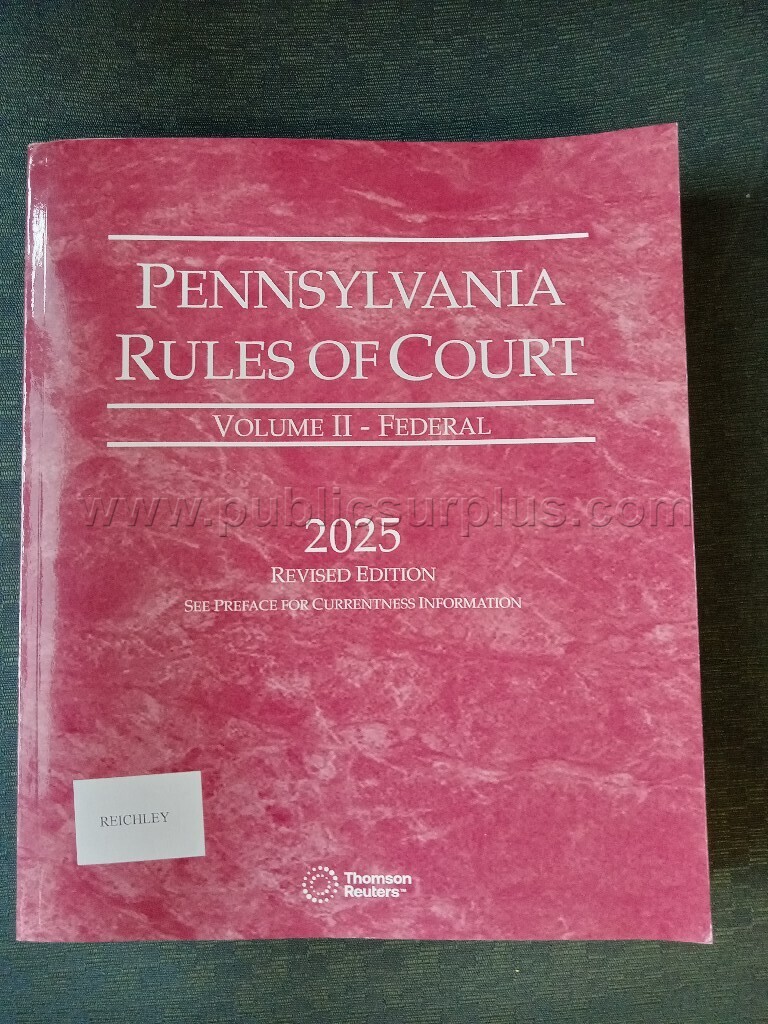 PENNSYLVANIA
RULES OF COURT
VOLUME II - FEDERAL
www.publicsurplus.com
2025
REVISED EDITION
SEE PREFACE FOR CURRENTNESS INFORMATION
REICHLEY
Thomson
Reuters™